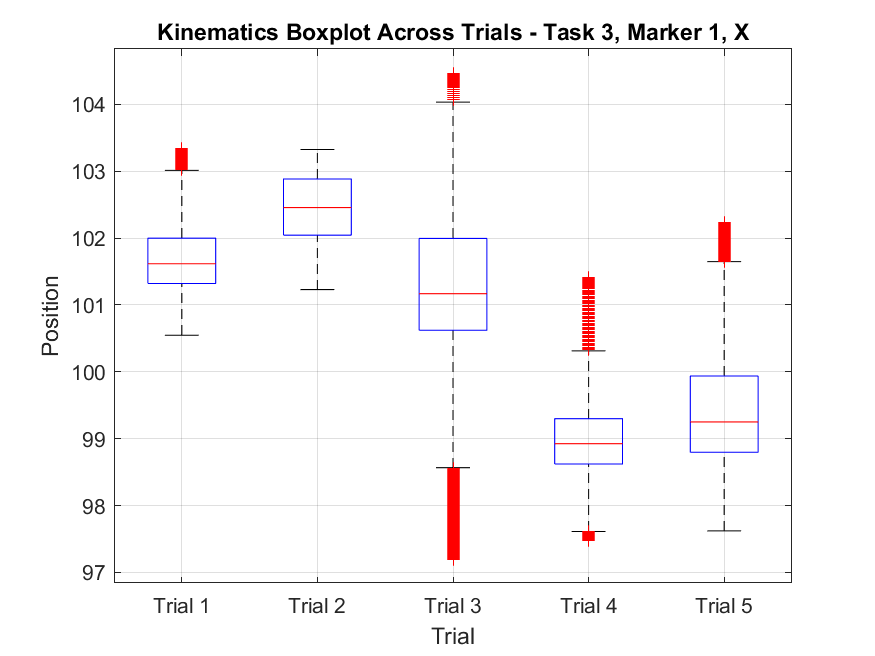 Kinematics Boxplot Across Trials - Task 3, Marker 1, X
104
103
102
101
100
99
98
97
Position
Trial 1 Trial 2 Trial 3 Trial 4 Trial 5
Trial